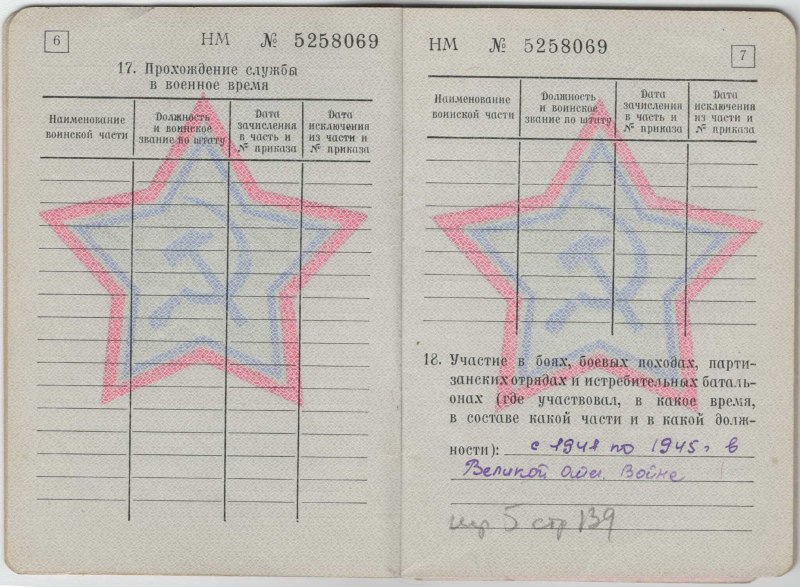 6
НМ № 5258069
17. Прохождение службы
в военное время
Наименование
воинской части
Должность
и воинское
звание по штату
Дата
зачисления
в часть и
№ приказа
Дата
исключения
из части и
№ приказа
НМ № 5258069
7
Наименование
воинской части
Должность
и воинское
звание по штату
Дата
зачисления
в часть и
№ приказа
Дата
исключения
из части и
№ приказа
18. Участие в боях, боевых походах, парти-
занских отрядах и истребительных баталь-
онах (где участвовал, в какое время,
в составе какой части и в какой долж-
ности): с 1941 по 1945 г в
Великой Отеч. Войне
5 стр 139